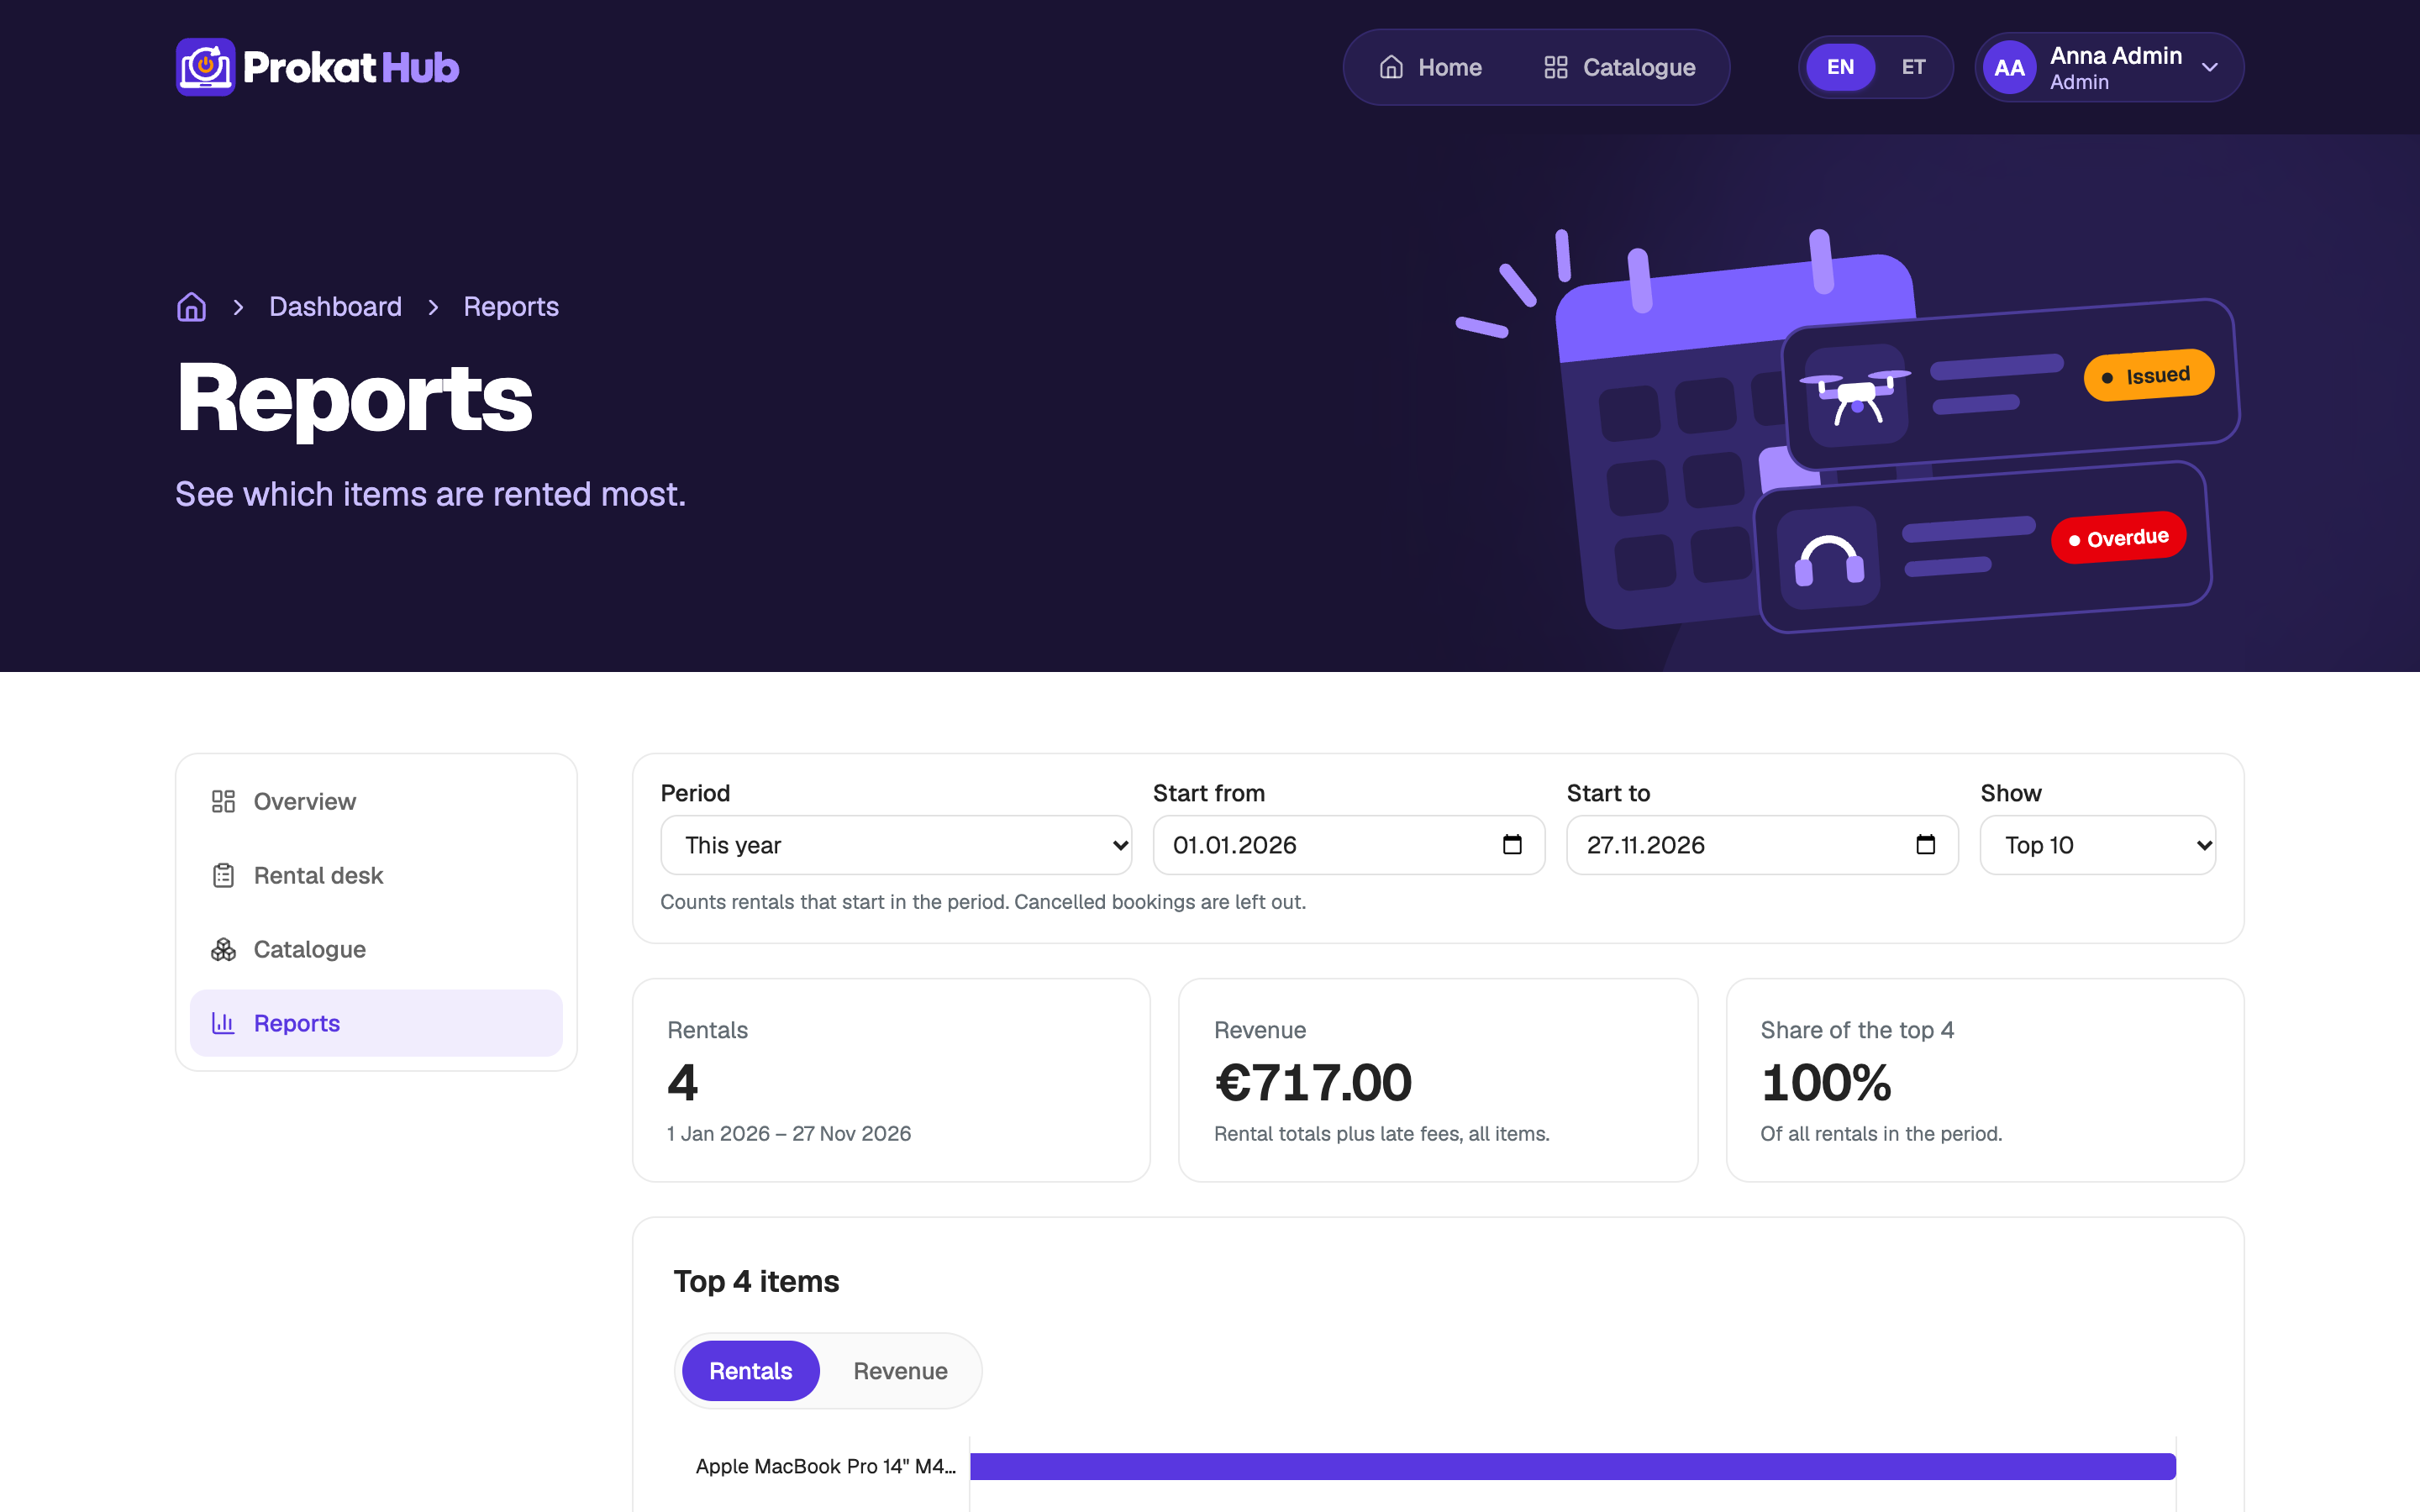 Prokat Hub
Home
Catalogue
EN
ET
AA
Anna Admin
Admin
Dashboard
Reports
Reports
See which items are rented most.
Issued
Overdue
Overview
Rental desk
Catalogue
Reports
Period
Start from
Start to
Show
This year
01.01.2026
27.11.2026
Top 10
Counts rentals that start in the period. Cancelled bookings are left out.
Rentals
4
1 Jan 2026 – 27 Nov 2026
Revenue
€717.00
Rental totals plus late fees, all items.
Share of the top 4
100%
Of all rentals in the period.
Top 4 items
Rentals
Revenue
Apple MacBook Pro 14" M4...